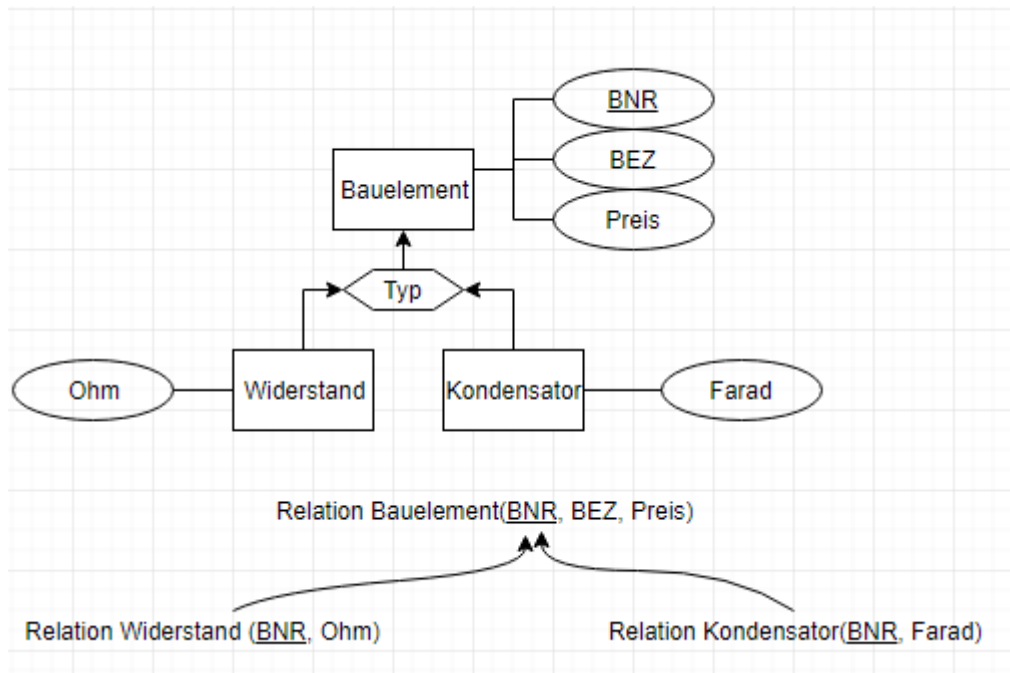 BNR
BEZ
Bauelement
Preis
Typ
Ohm
Widerstand
Kondensator
Farad
Relation Bauelement(BNR, BEZ, Preis)
Relation Widerstand (BNR, Ohm)
Relation Kondensator(BNR, Farad)